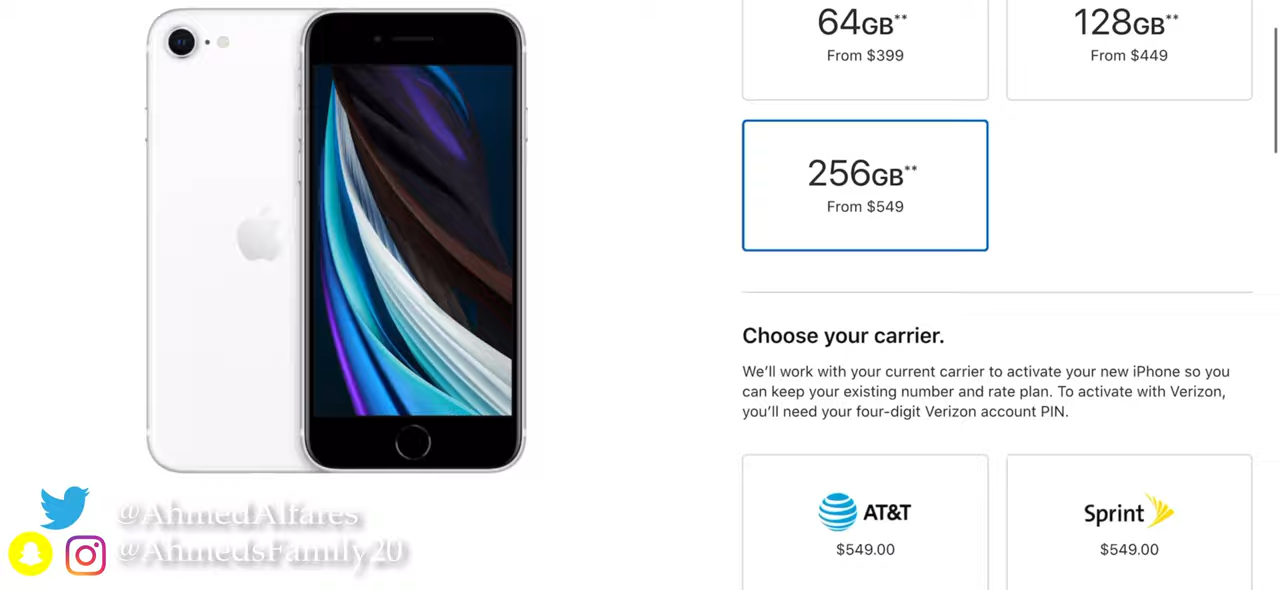 64GB**
From $399
128GB**
From $449
256GB**
From $549
Choose your carrier.
We’ll work with your current carrier to activate your new iPhone so you
can keep your existing number and rate plan. To activate with Verizon,
you’ll need your four-digit Verizon account PIN.
AT&T
$549.00
Sprint
$549.00
@AhmedAlfares
@AhmedsFamily20